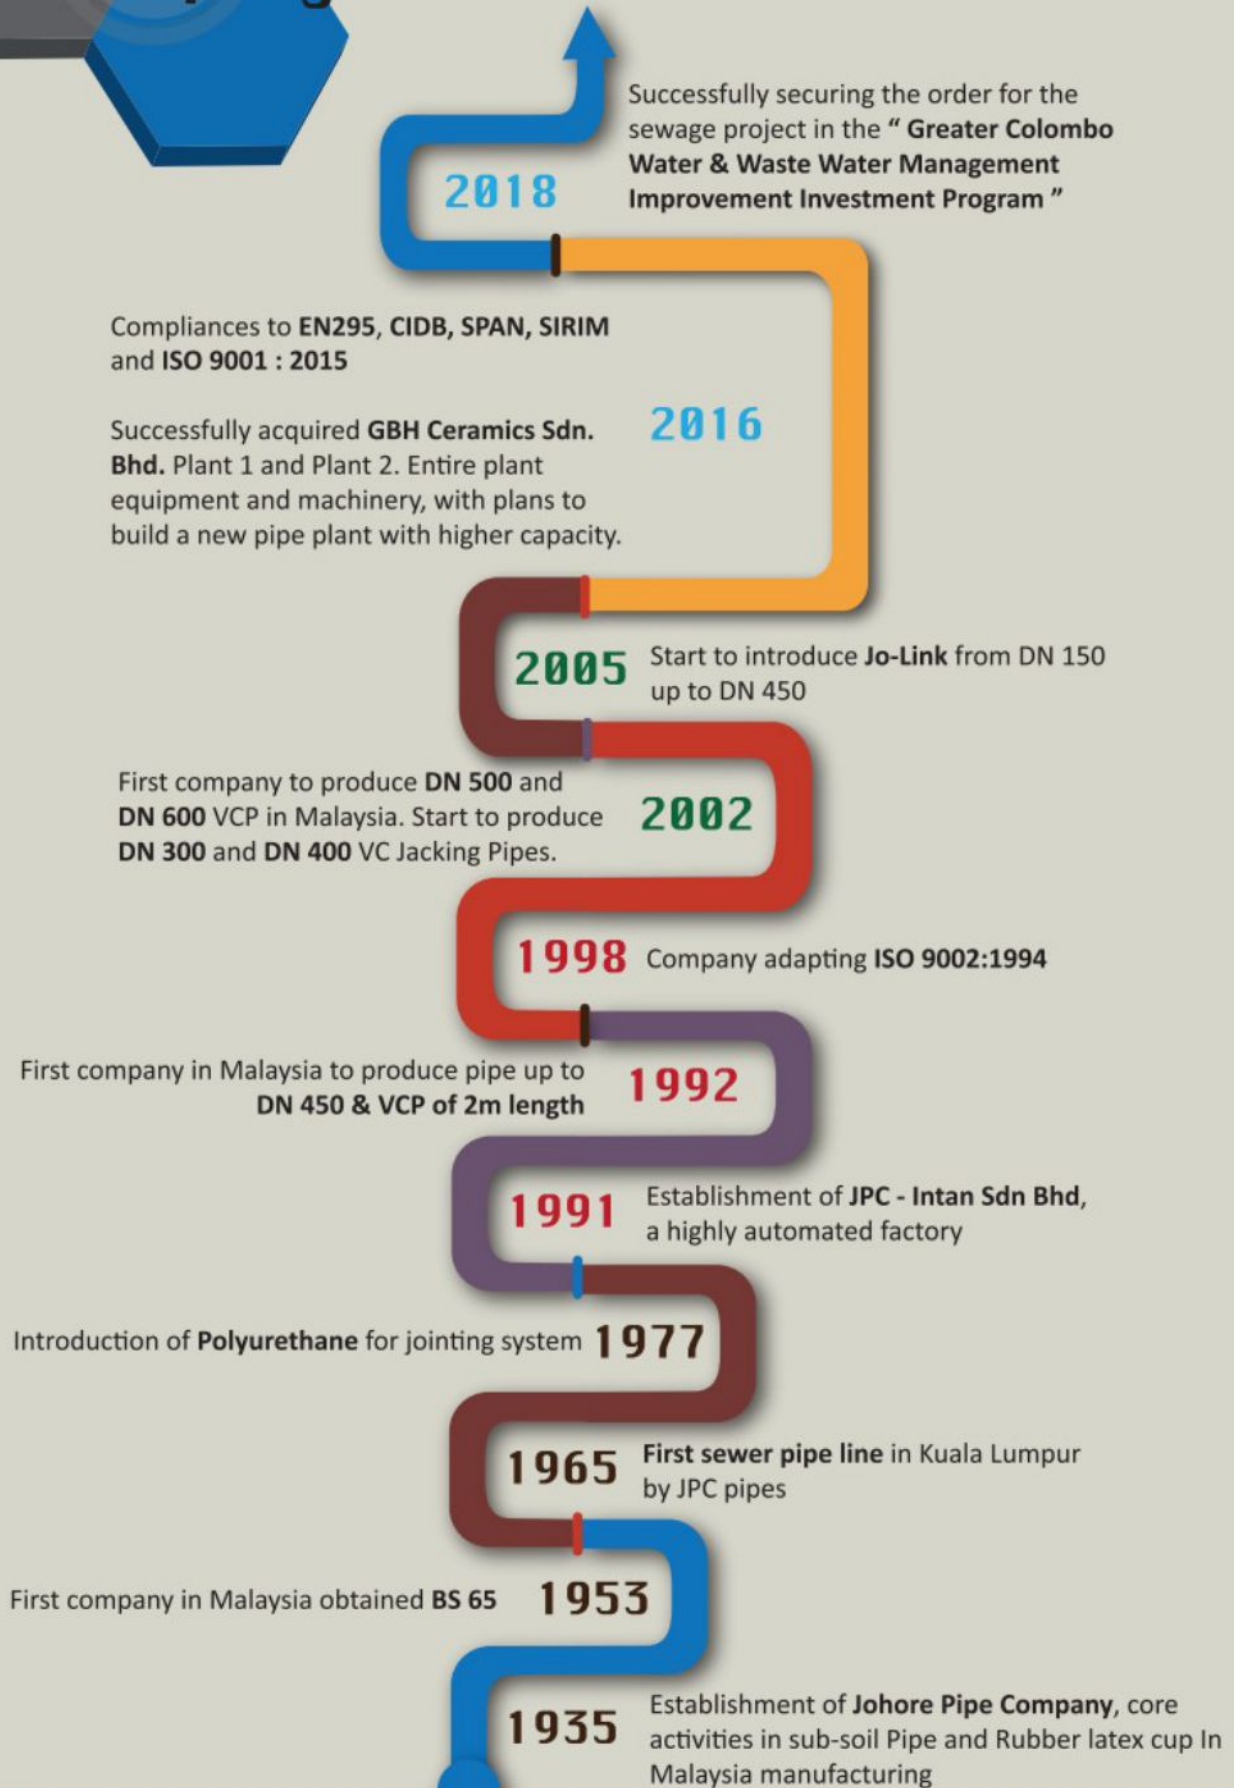 Successfully securing the order for the
sewage project in the “ Greater Colombo
Water & Waste Water Management
Improvement Investment Program ”
2018
Compliances to EN295, CIDB, SPAN, SIRIM
and ISO 9001 : 2015
Successfully acquired GBH Ceramics Sdn.
Bhd. Plant 1 and Plant 2. Entire plant
equipment and machinery, with plans to
build a new pipe plant with higher capacity.
2016
2005
Start to introduce Jo-Link from DN 150
up to DN 450
First company to produce DN 500 and
DN 600 VCP in Malaysia. Start to produce
DN 300 and DN 400 VC Jacking Pipes.
2002
1998
Company adapting ISO 9002:1994
First company in Malaysia to produce pipe up to
DN 450 & VCP of 2m length
1992
1991
Establishment of JPC - Intan Sdn Bhd,
a highly automated factory
Introduction of Polyurethane for jointing system
1977
1965
First sewer pipe line in Kuala Lumpur
by JPC pipes
First company in Malaysia obtained BS 65
1953
1935
Establishment of Johore Pipe Company, core
activities in sub-soil Pipe and Rubber latex cup In
Malaysia manufacturing